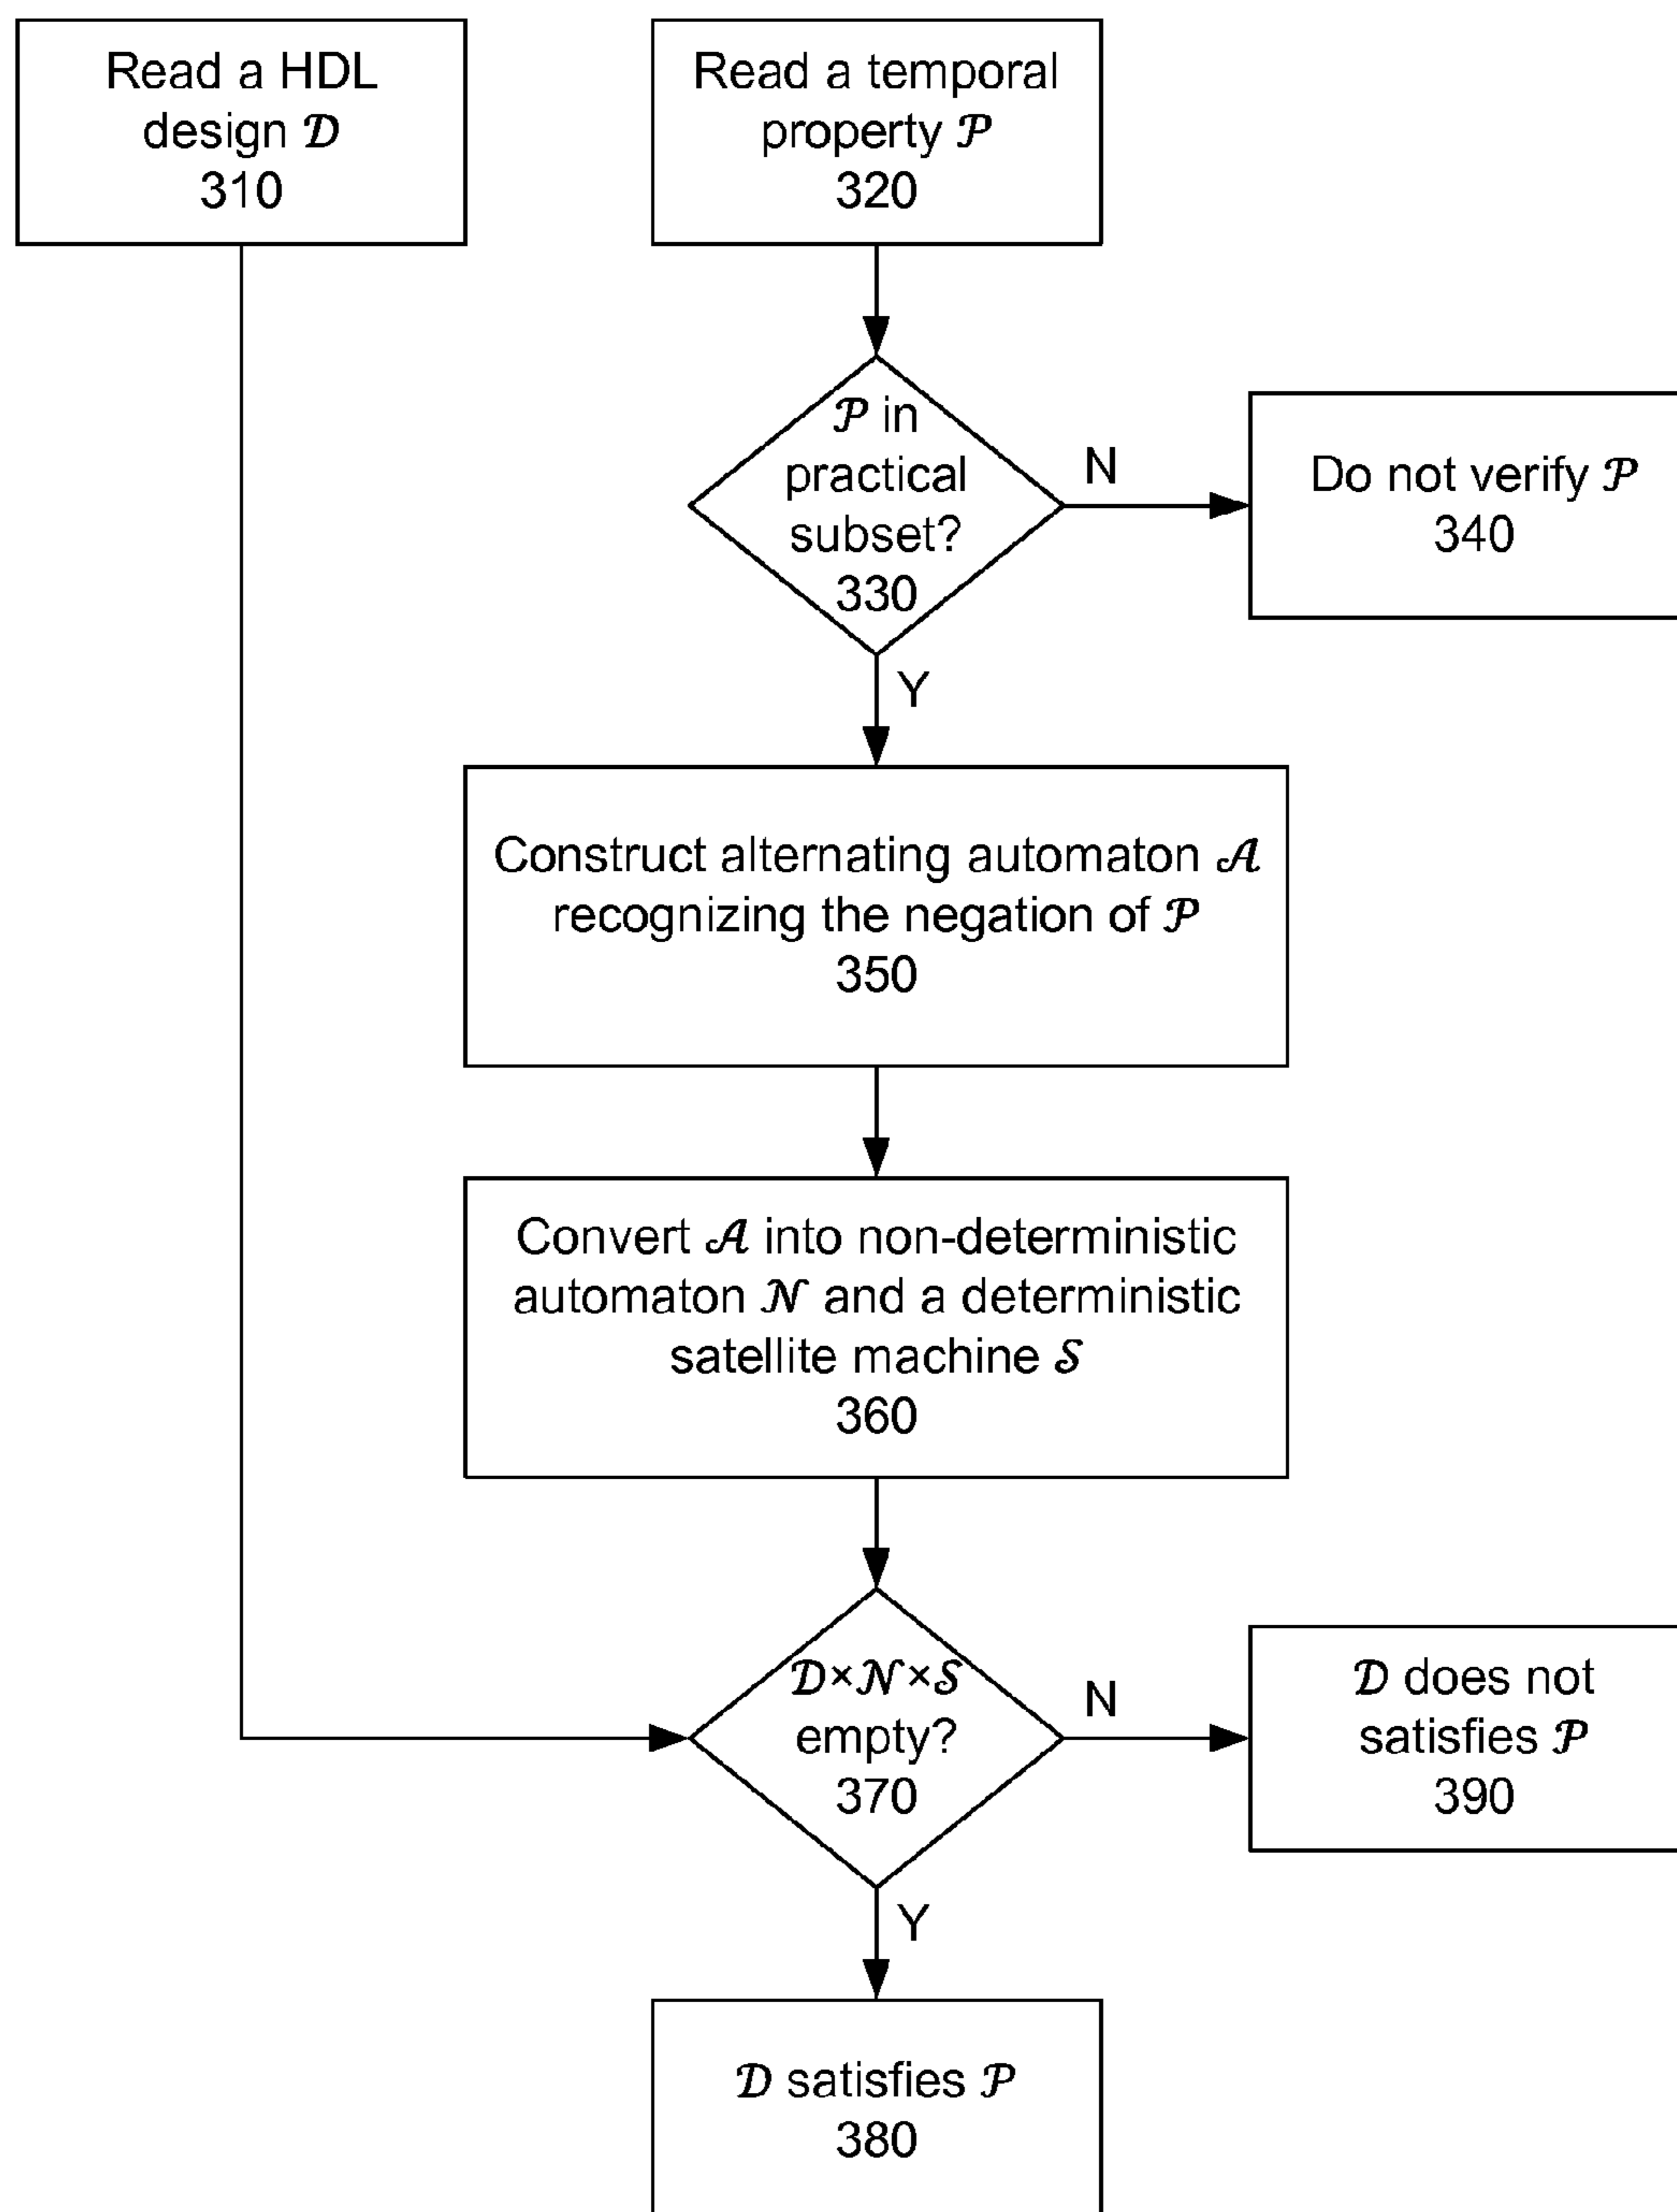 Read a HDL
design 𝒟
310
Read a temporal
property 𝒫
320
𝒫 in
practical
subset?
330
N
Do not verify 𝒫
340
Y
Construct alternating automaton 𝒜
recognizing the negation of 𝒫
350
Convert 𝒜 into non-deterministic
automaton 𝒩 and a deterministic
satellite machine 𝒮
360
𝒟×𝒩×𝒮
empty?
370
N
𝒟 does not
satisfies 𝒫
390
Y
𝒟 satisfies 𝒫
380